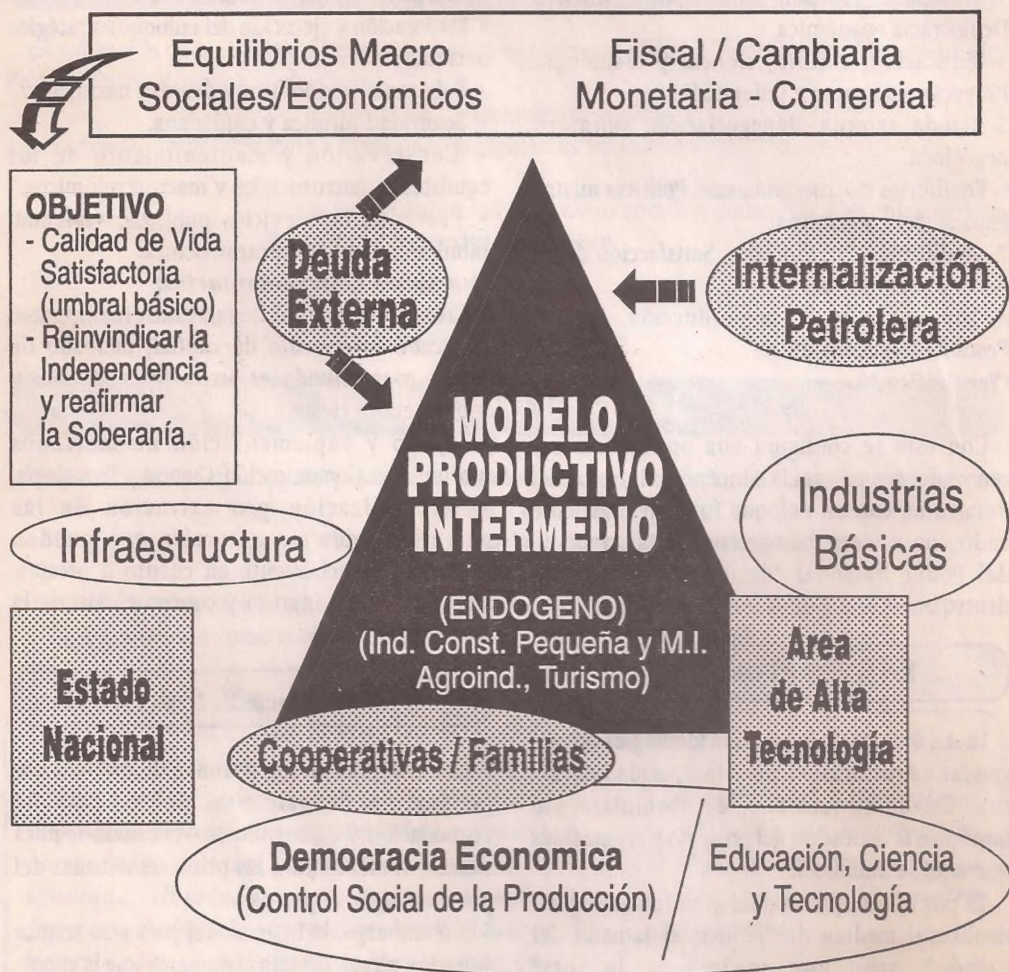 Equilibrios Macro
Sociales/Económicos
Fiscal / Cambiaria
Monetaria - Comercial
OBJETIVO
- Calidad de Vida
Satisfactoria
(umbral básico)
- Reinvindicar la
Independencia
y reafirmar
la Soberanía.
Deuda
Externa
Internalización
Petrolera
MODELO
PRODUCTIVO
INTERMEDIO
(ENDOGENO)
(Ind. Const. Pequeña y M.I.
Agroind., Turismo)
Industrias
Básicas
Infraestructura
Estado
Nacional
Area
de Alta
Tecnología
Cooperativas / Familias
Democracia Economica
(Control Social de la Producción)
Educación, Ciencia
y Tecnología